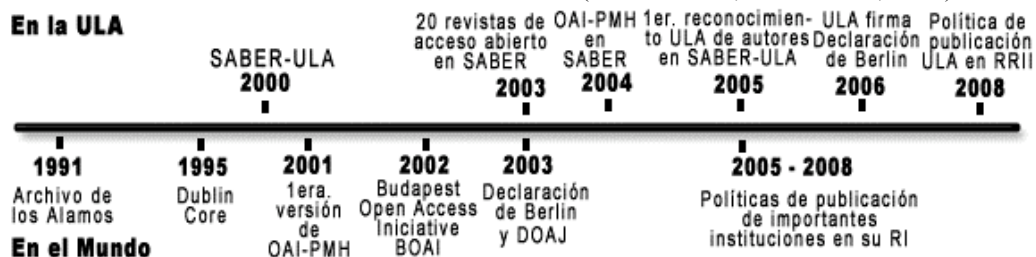 En la ULA
SABER-ULA
2000
20 revistas de
acceso abierto
en SABER
2003
OAI-PMH
en
SABER
2004
1er. reconocimien-
to ULA de autores
en SABER-ULA
2005
ULA firma
Declaración
de Berlin
2006
Política de
publicación
ULA en RRII
2008
1991
Archivo de
los Alamos
1995
Dublin
Core
2001
1era.
versión
de
OAI-PMH
2002
Budapest
Open Access
Iniciative
BOAI
2003
Declaración
de Berlin
y DOAJ
2005 - 2008
Políticas de publicación
de importantes
instituciones en su RI
En el Mundo